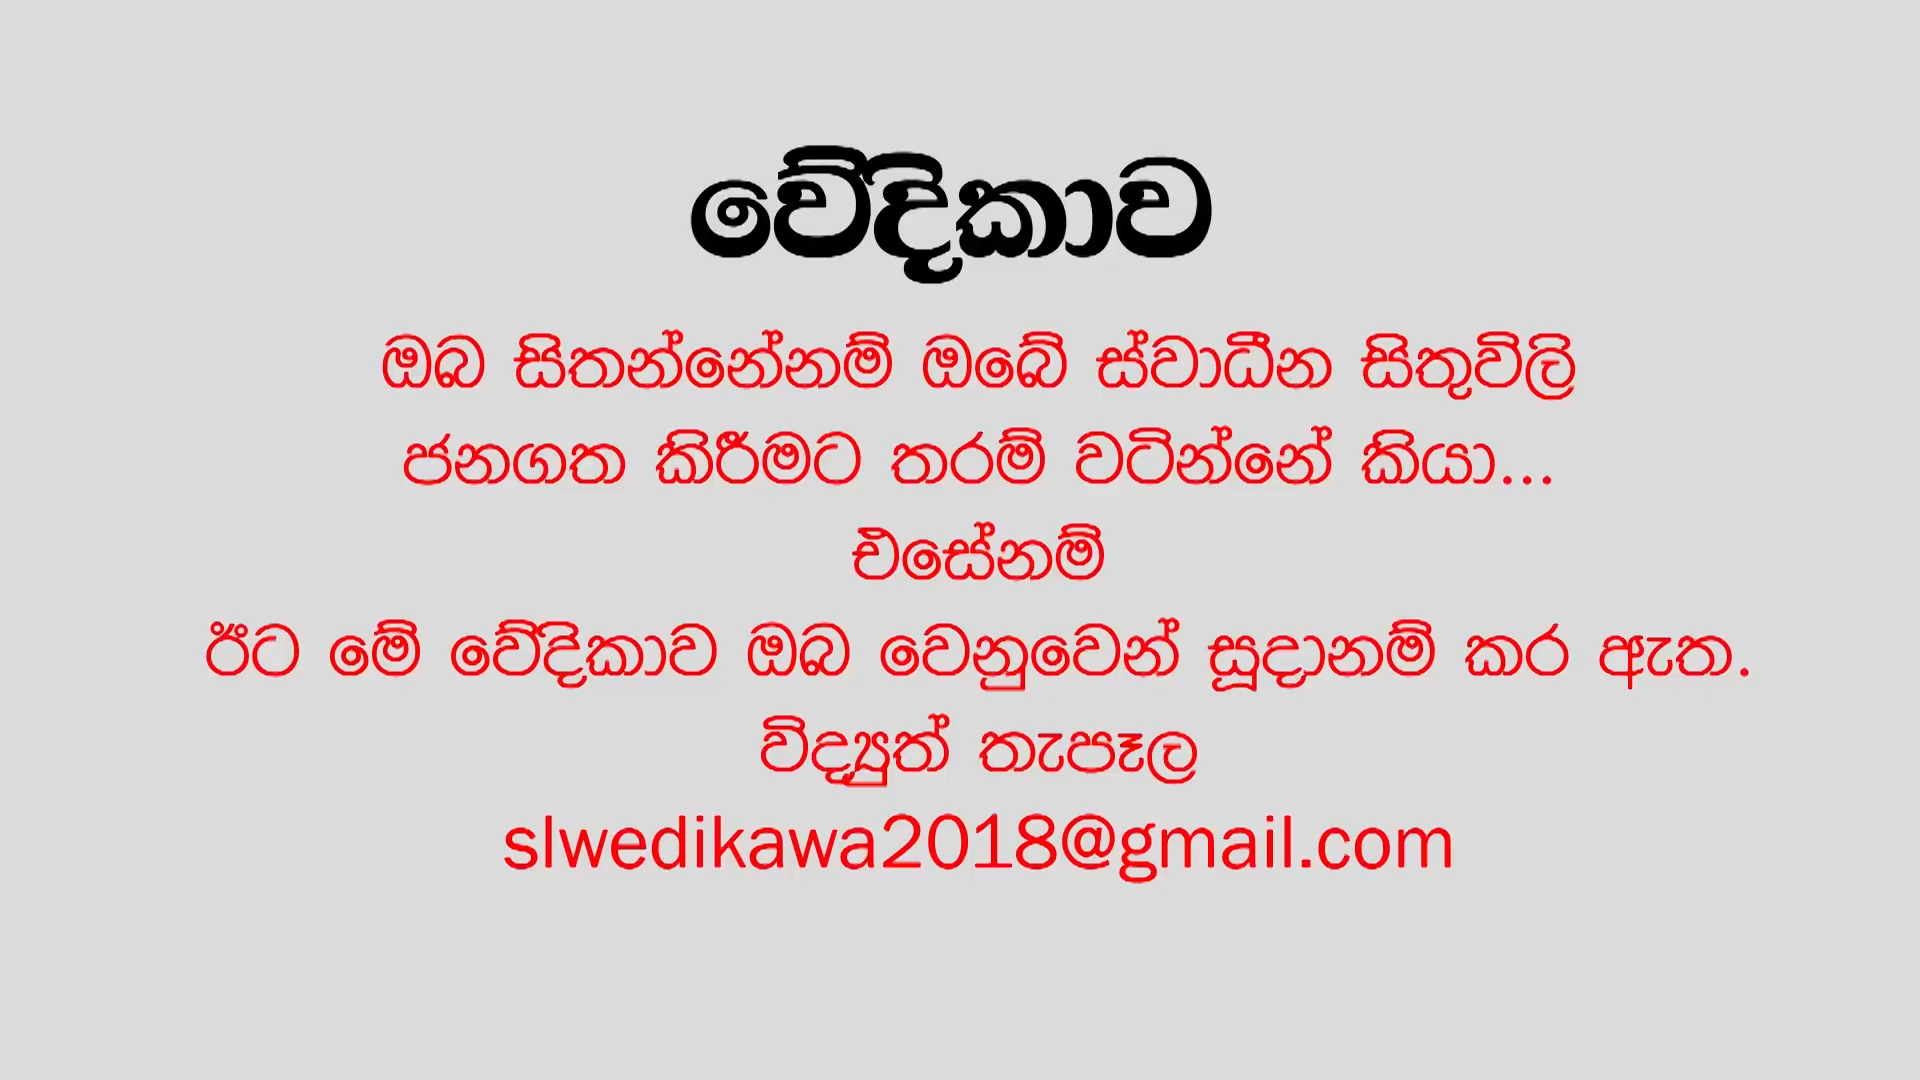 වේදිකාව
ඔබ සිතන්නේනම් ඔබේ ස්වාධීන සිතුවිලි
ජනගත කිරීමට තරම් වටින්නේ කියා...
එසේනම්
ඊට මේ වේදිකාව ඔබ වෙනුවෙන් සූදානම් කර ඇත.
විද්‍යුත් තැපෑල
slwedikawa2018@gmail.com